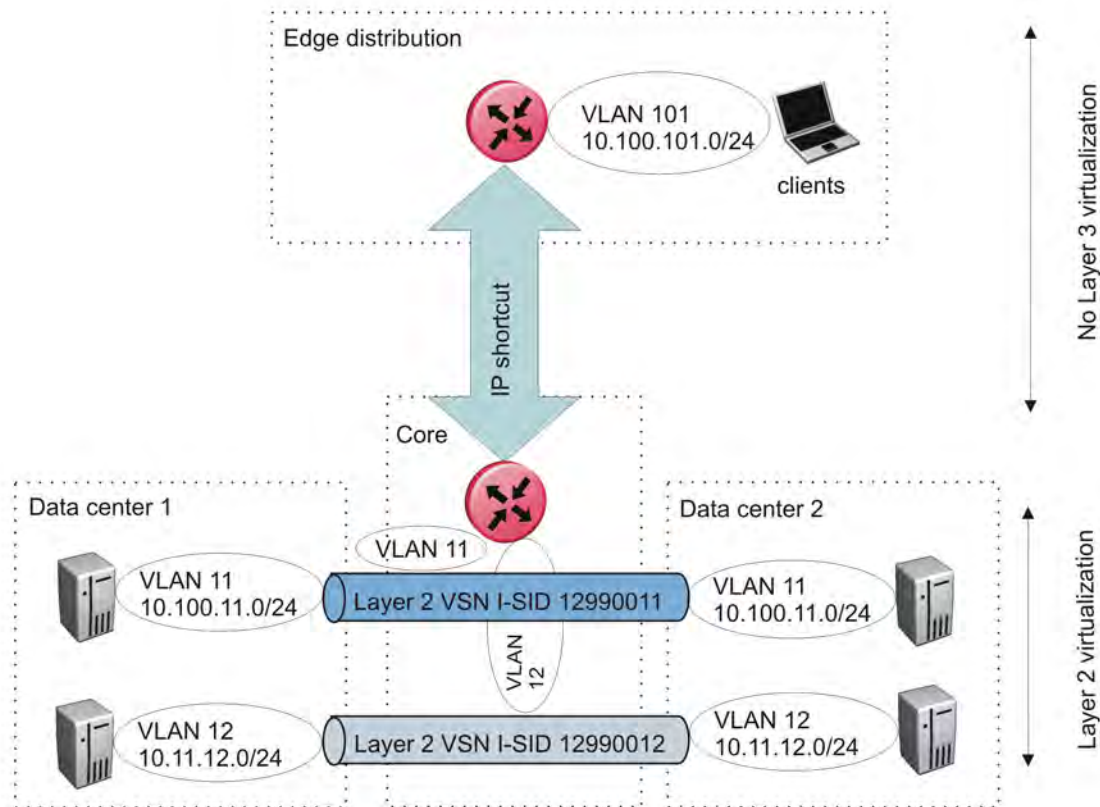 Edge distribution
VLAN 101
10.100.101.0/24
clients
No Layer 3 virtualization
IP shortcut
Core
Data center 1
Data center 2
VLAN 11
VLAN 11
10.100.11.0/24
Layer 2 VSN I-SID 12990011
VLAN 11
10.100.11.0/24
VLAN
12
VLAN 12
10.11.12.0/24
Layer 2 VSN I-SID 12990012
VLAN 12
10.11.12.0/24
Layer 2 virtualization